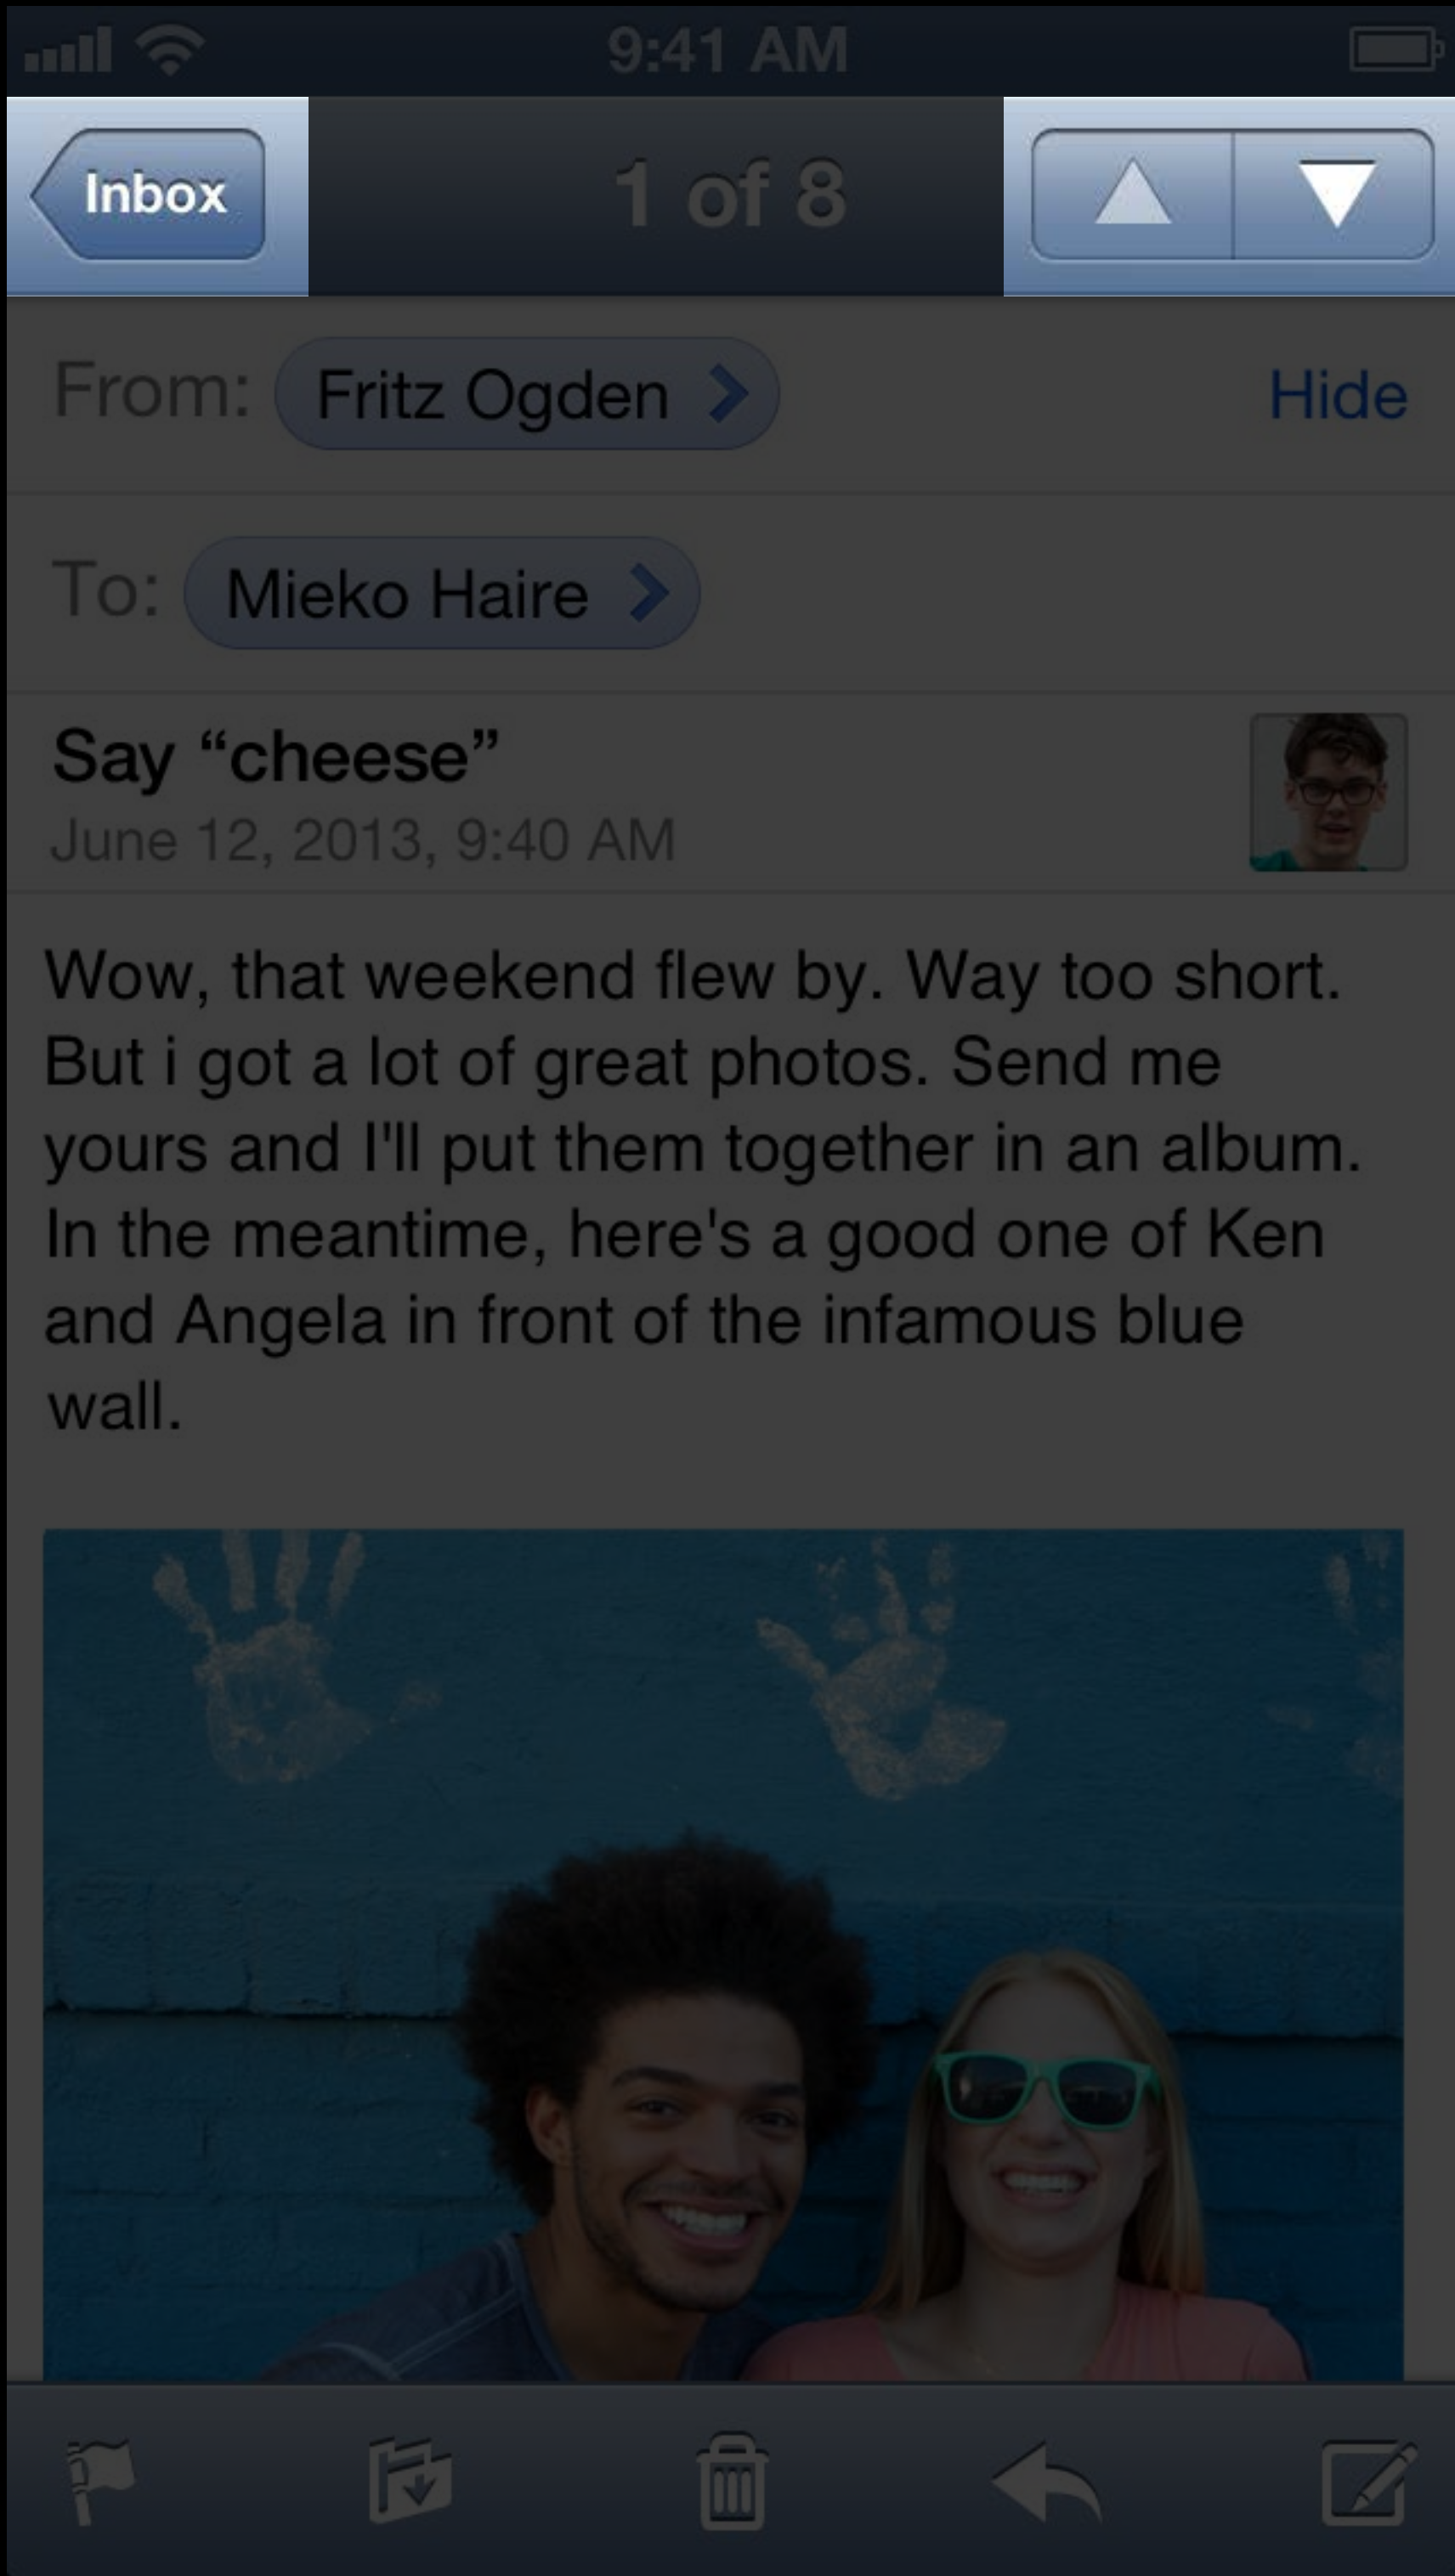 9:41 AM
Inbox
1 of 8
From: Fritz Ogden
Hide
To: Mieko Haire
Say “cheese”
June 12, 2013, 9:40 AM
Wow, that weekend flew by. Way too short.
But i got a lot of great photos. Send me
yours and I'll put them together in an album.
In the meantime, here's a good one of Ken
and Angela in front of the infamous blue
wall.